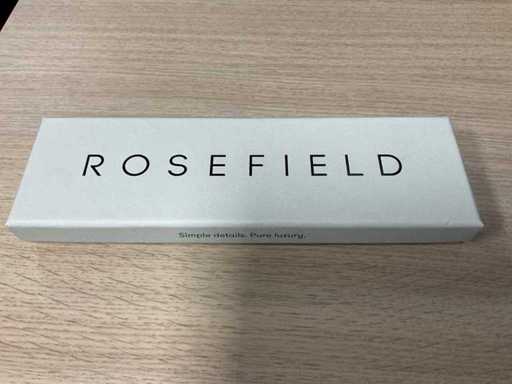 ROSEFIELD
Simple details. Pure luxury.